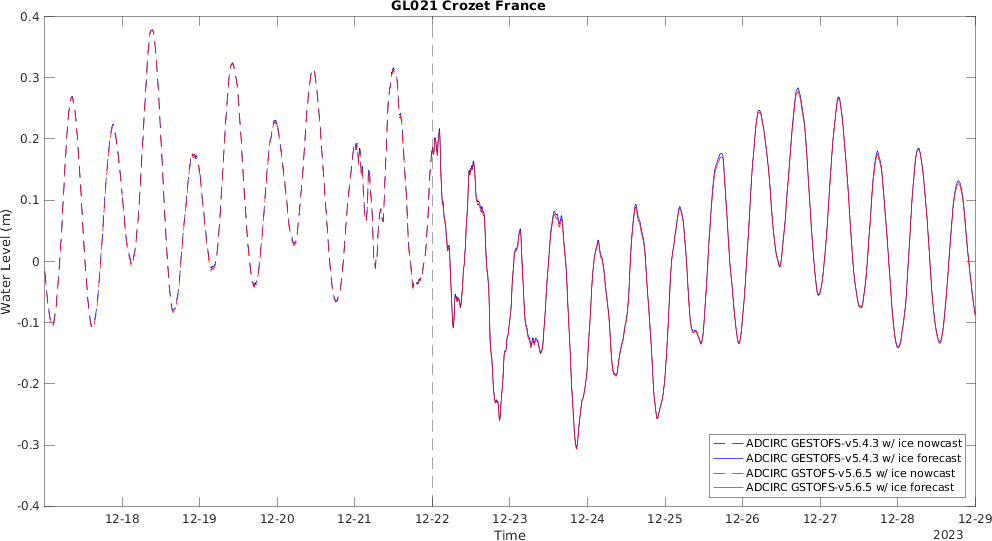 GL021 Crozet France
0.4
0.3
0.2
0.1
0
-0.1
-0.2
-0.3
-0.4
Water Level (m)
ADCIRC GESTOFS-v5.4.3 w/ ice nowcast
ADCIRC GESTOFS-v5.4.3 w/ ice forecast
ADCIRC GSTOFS-v5.6.5 w/ ice nowcast
ADCIRC GSTOFS-v5.6.5 w/ ice forecast
12-18 12-19 12-20 12-21 12-22 12-23 12-24 12-25 12-26 12-27 12-28 12-29
Time
2023